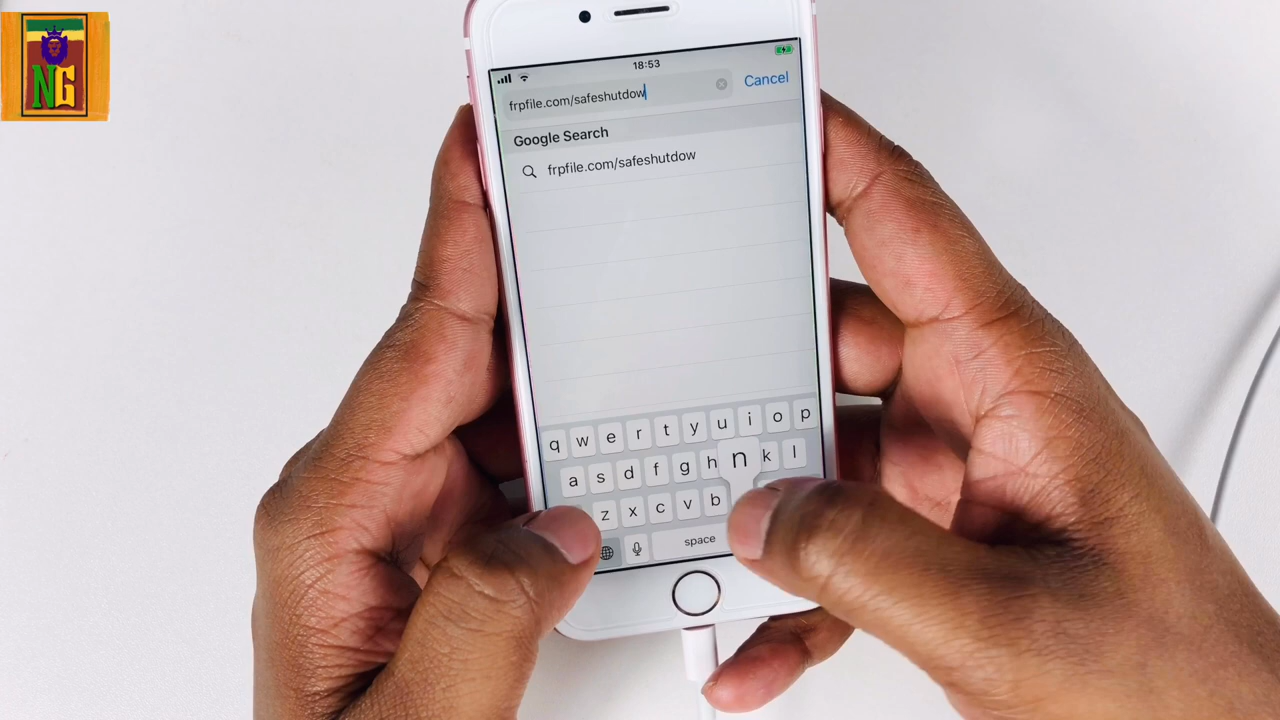 NG
18:53
frpfile.com/safeshutdow
Cancel
Google Search
frpfile.com/safeshutdow
q w e r t y u i o p
a s d f g h n k l
z x c v b
space